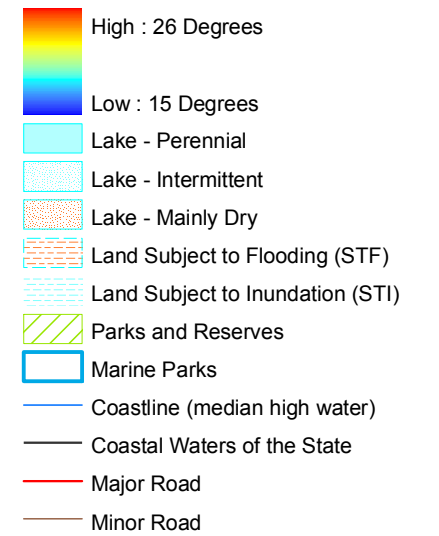 High : 26 Degrees
Low : 15 Degrees
Lake - Perennial
Lake - Intermittent
Lake - Mainly Dry
Land Subject to Flooding (STF)
Land Subject to Inundation (STI)
Parks and Reserves
Marine Parks
Coastline (median high water)
Coastal Waters of the State
Major Road
Minor Road